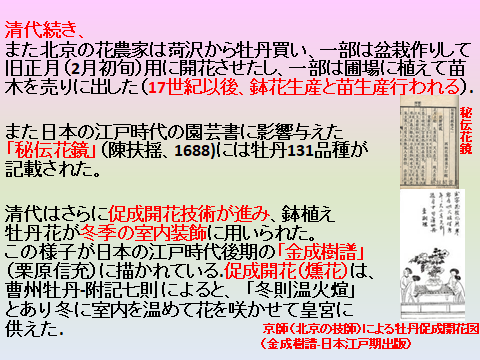 清代続き、
また北京の花農家は菏沢から牡丹買い、一部は盆栽作りして
旧正月（2月初旬）用に開花させたし、一部は圃場に植えて苗
木を売りに出した（17世紀以後、鉢花生産と苗生産行われる）.
また日本の江戸時代の園芸書に影響与えた
「秘伝花鏡」（陳扶揺、1688)には牡丹131品種が
記載された。
清代はさらに促成開花技術が進み、鉢植え
牡丹花が冬季の室内装飾に用いられた。
この様子が日本の江戸時代後期の「金成樹譜」
（栗原信充）に描かれている.促成開花（燻花）は、
曹州牡丹-附記七則によると、「冬則温火煊」
とあり冬に室内を温めて花を咲かせて皇宮に
供えた.
秘伝花鏡
京師（北京の技師）による牡丹促成開花図
（金成樹譜-日本江戸期出版）